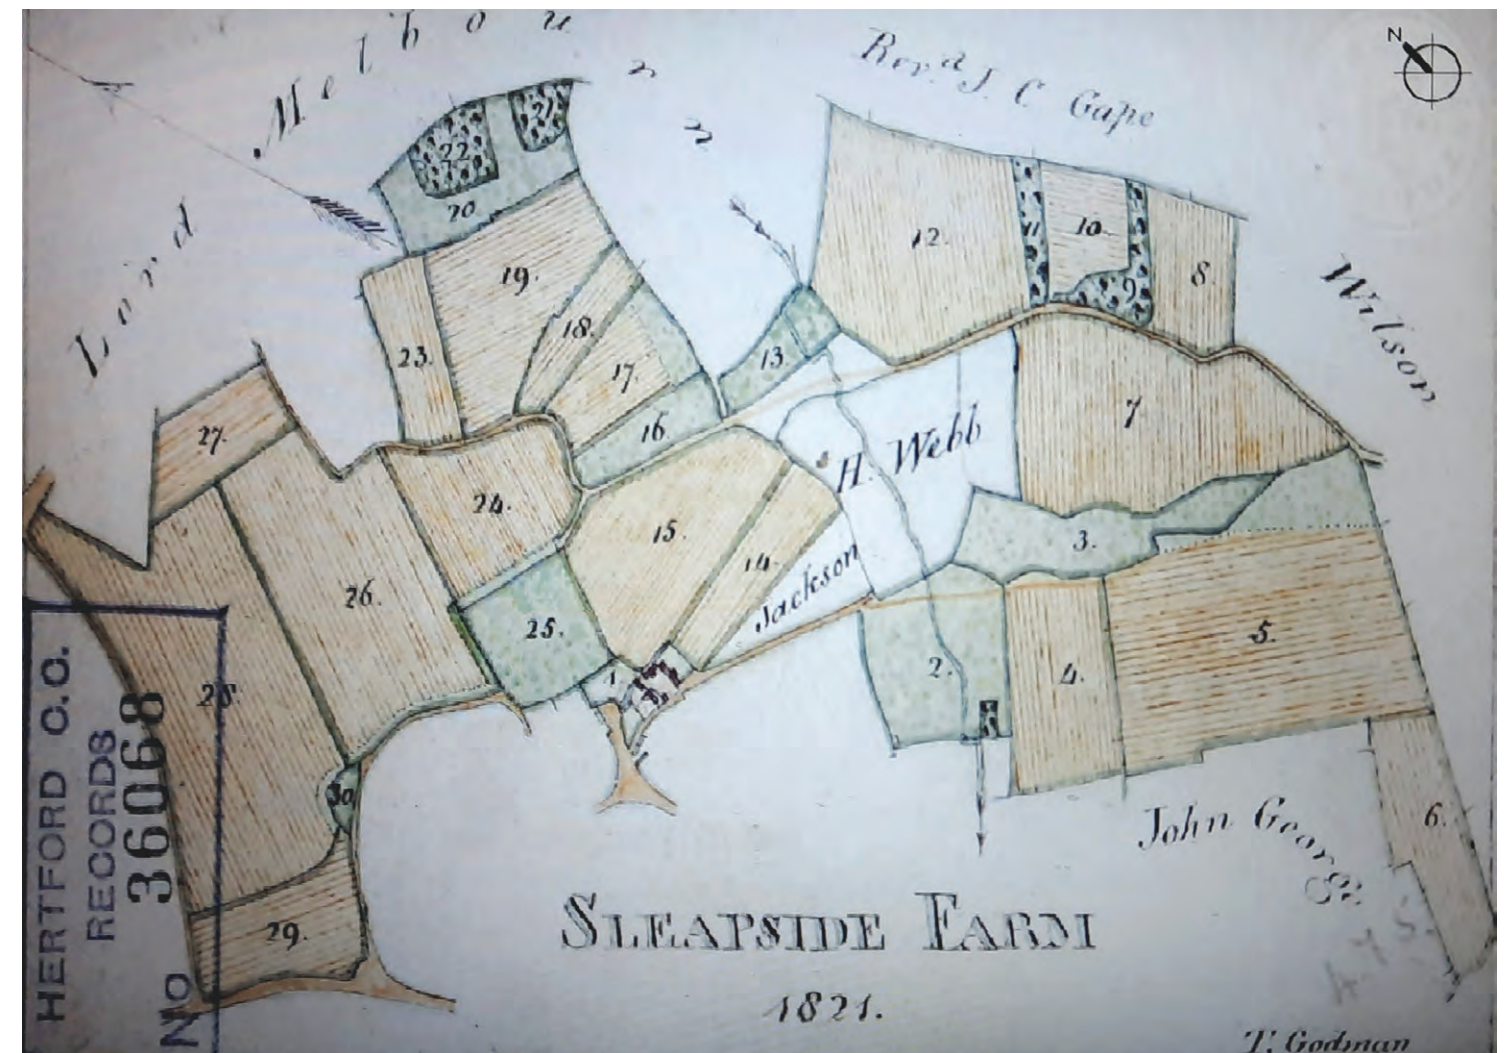 Lord Melbourn
Rev.d J. C. Gape
N
Wilson
21
22
20
19.
18.
17.
16
23.
27.
24.
26.
25.
28.
30
29.
15.
14.
13
12.
11
10.
9
8
7
H. Webb
Jackson
1
2.
3.
4.
5.
6.
John George
HERTFORD C.O.
RECORDS
No 36068
SLEAPSIDE FARM
1821.
T. Godman